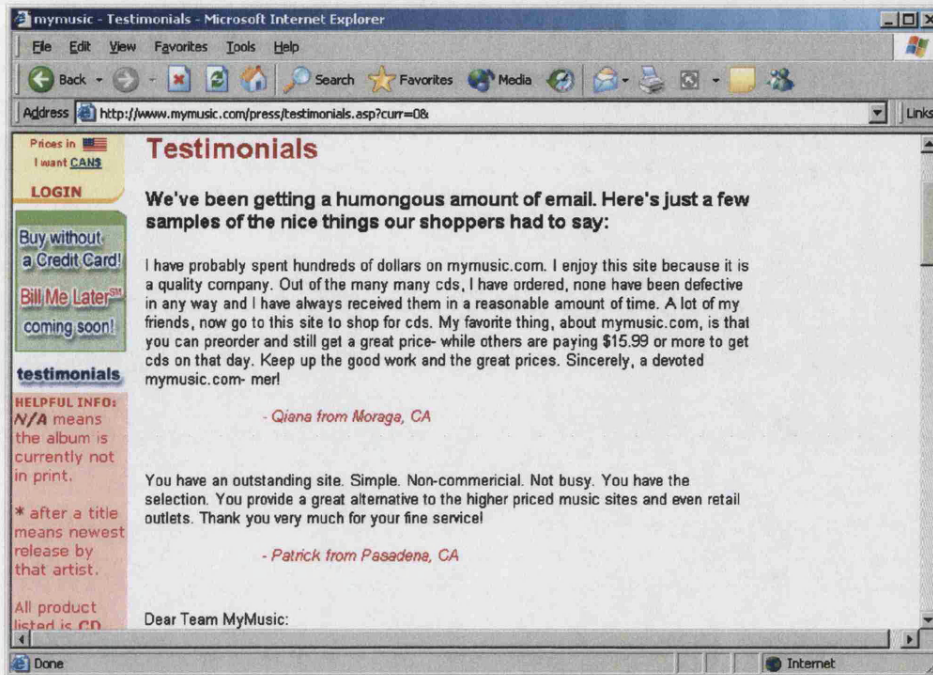 mymusic - Testimonials - Microsoft Internet Explorer
File Edit View Favorites Tools Help
Back Search Favorites Media
Address http://www.mymusic.com/press/testimonials.asp?curr=0& Links
Prices in
I want CAN$
LOGIN
Buy without
a Credit Card!
Bill Me Later SM
coming soon!
testimonials
HELPFUL INFO:
N/A means
the album is
currently not
in print.
* after a title
means newest
release by
that artist.
All product
listed is CD
Testimonials
We've been getting a humongous amount of email. Here's just a few
samples of the nice things our shoppers had to say:
I have probably spent hundreds of dollars on mymusic.com. I enjoy this site because it is
a quality company. Out of the many many cds, I have ordered, none have been defective
in any way and I have always received them in a reasonable amount of time. A lot of my
friends, now go to this site to shop for cds. My favorite thing, about mymusic.com, is that
you can preorder and still get a great price- while others are paying $15.99 or more to get
cds on that day. Keep up the good work and the great prices. Sincerely, a devoted
mymusic.com- mer!
- Qiana from Moraga, CA
You have an outstanding site. Simple. Non-commericial. Not busy. You have the
selection. You provide a great alternative to the higher priced music sites and even retail
outlets. Thank you very much for your fine service!
- Patrick from Pasadena, CA
Dear Team MyMusic:
Done Internet